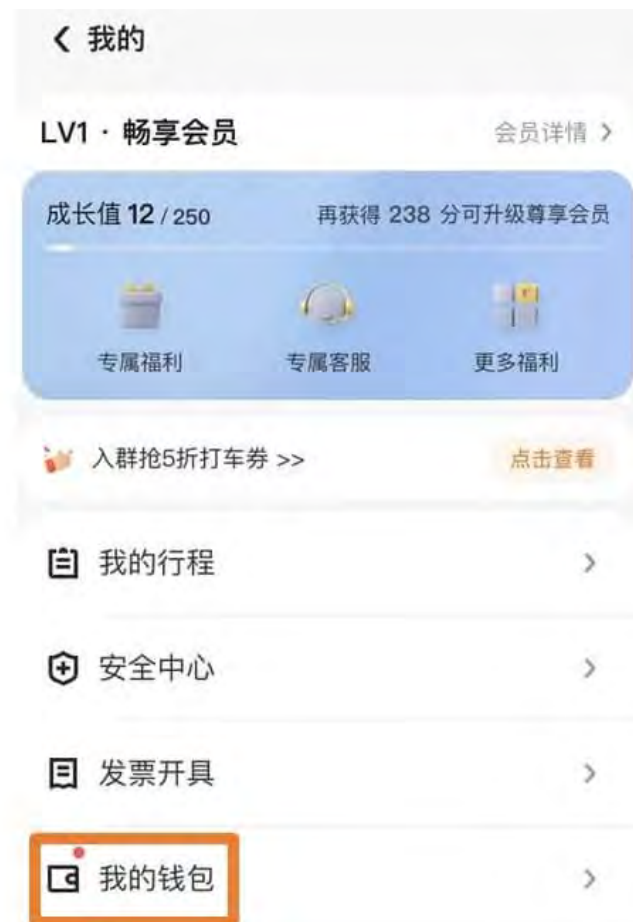 我的
LV1 · 畅享会员 会员详情
成长值 12 / 250 再获得 238 分可升级尊享会员
专属福利 专属客服 更多福利
入群抢5折打车券 >> 点击查看
我的行程
安全中心
发票开具
我的钱包